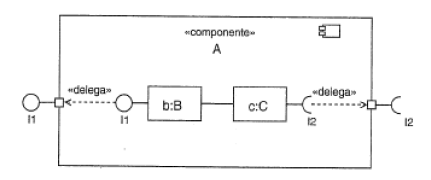 «componente»
A
«delega»
«delega»
b:B
c:C
I1
I1
I2
I2